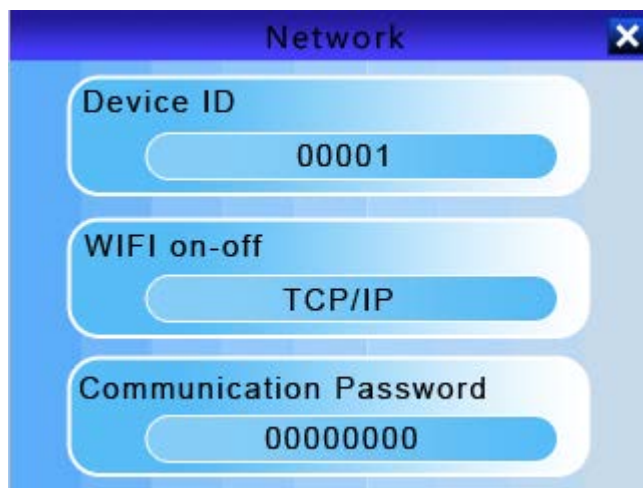 Network
Device ID
00001
WIFI on-off
TCP/IP
Communication Password
00000000